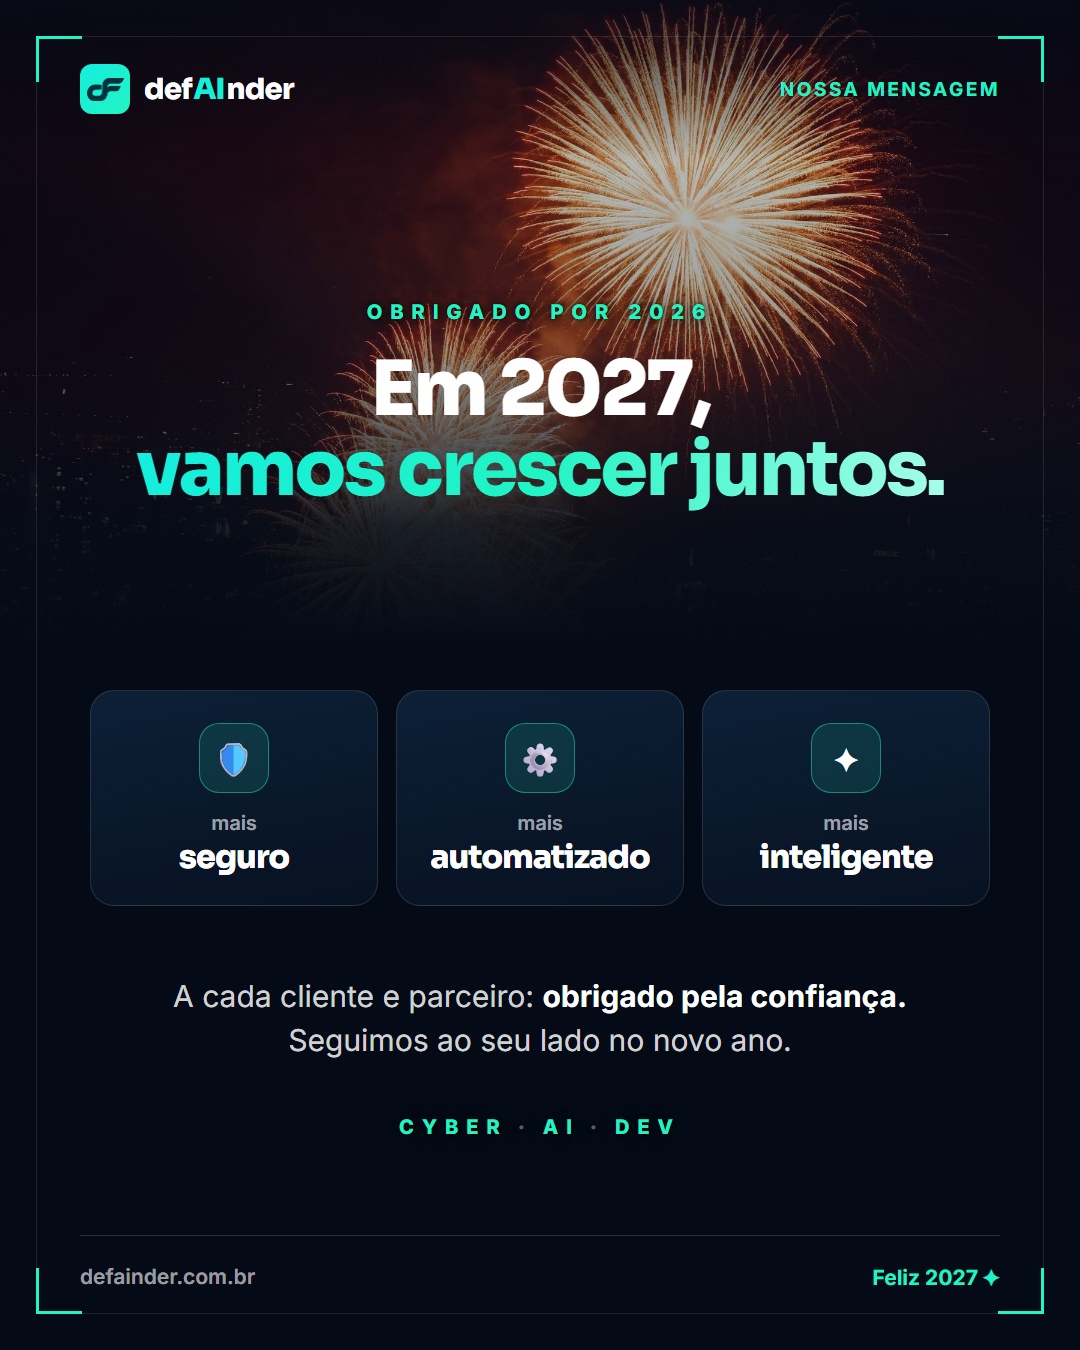 defAInder
NOSSA MENSAGEM
OBRIGADO POR 2026
Em 2027,
vamos crescer juntos.
mais
seguro
mais
automatizado
mais
inteligente
A cada cliente e parceiro: obrigado pela confiança.
Seguimos ao seu lado no novo ano.
CYBER · AI · DEV
defainder.com.br
Feliz 2027 ✦